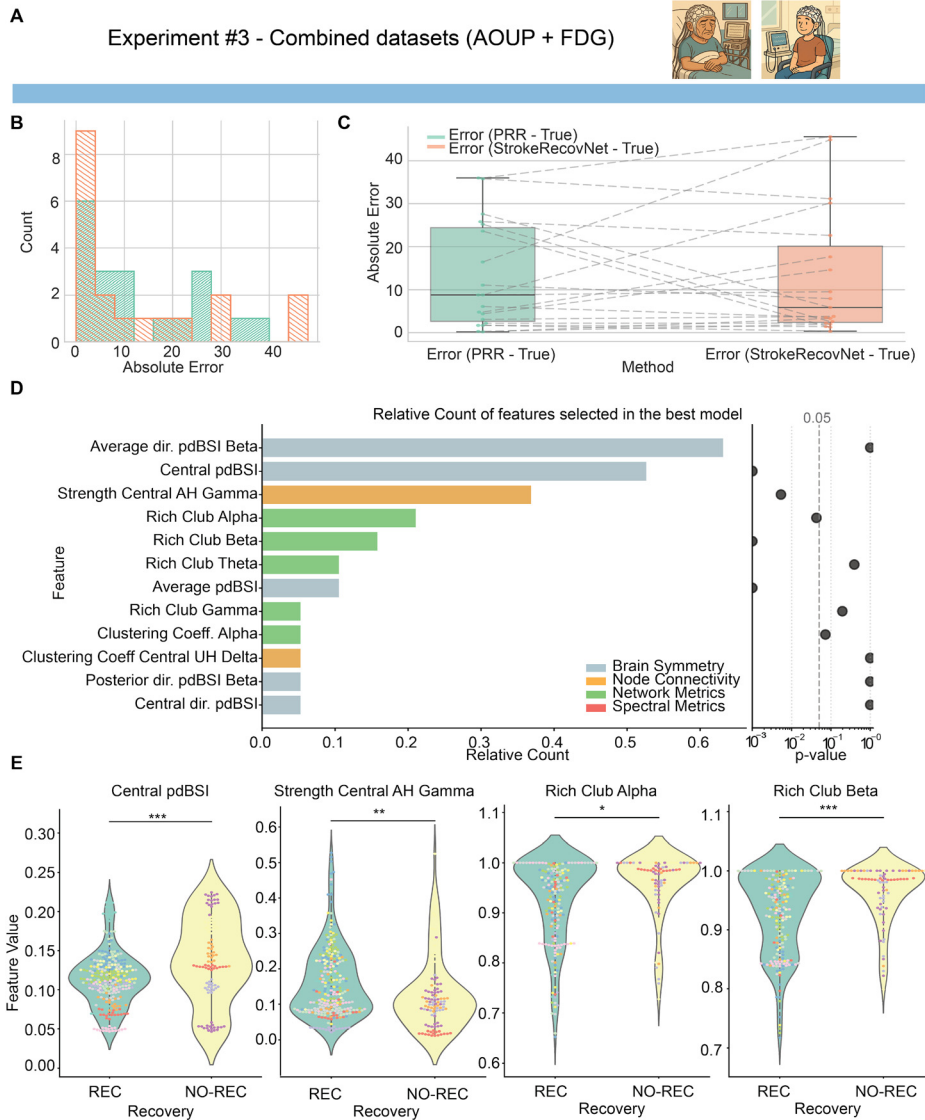 A
Experiment #3 - Combined datasets (AOUP + FDG)
B
8
6
4
2
0
Count
0 10 20 30 40
Absolute Error
C
Error (PRR - True)
Error (StrokeRecovNet - True)
40
30
20
10
0
Absolute Error
Error (PRR - True) Error (StrokeRecovNet - True)
Method
D
Relative Count of features selected in the best model
Feature
Average dir. pdBSI Beta
Central pdBSI
Strength Central AH Gamma
Rich Club Alpha
Rich Club Beta
Rich Club Theta
Average pdBSI
Rich Club Gamma
Clustering Coeff. Alpha
Clustering Coeff Central UH Delta
Posterior dir. pdBSI Beta
Central dir. pdBSI
Brain Symmetry
Node Connectivity
Network Metrics
Spectral Metrics
0.0 0.1 0.2 0.3 0.4 0.5 0.6
Relative Count
0.05
10⁻³ 10⁻² 10⁻¹ 10⁻⁰
p-value
E
Feature Value
Central pdBSI
***
0.30
0.25
0.20
0.15
0.10
0.05
0.00
REC NO-REC
Recovery
Strength Central AH Gamma
**
0.6
0.5
0.4
0.3
0.2
0.1
0.0
REC NO-REC
Recovery
Rich Club Alpha
*
1.1
1.0
0.9
0.8
0.7
0.6
REC NO-REC
Recovery
Rich Club Beta
***
1.1
1.0
0.9
0.8
0.7
REC NO-REC
Recovery